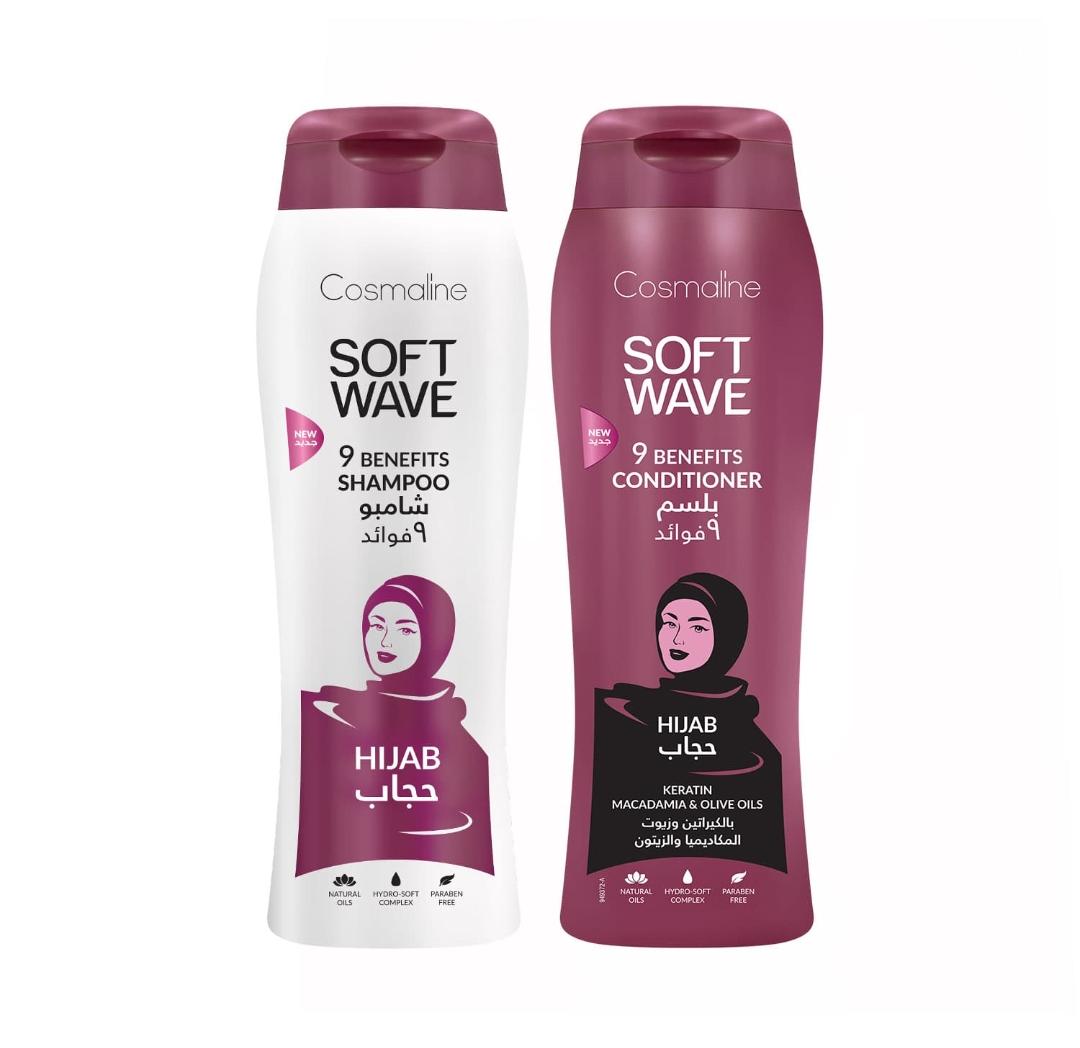 Cosmaline
SOFT
WAVE
NEW
جديد
9 BENEFITS
SHAMPOO
شامبو
٩ فوائد
HIJAB
حجاب
NATURAL
OILS
HYDRO-SOFT
COMPLEX
PARABEN
FREE
Cosmaline
SOFT
WAVE
NEW
جديد
9 BENEFITS
CONDITIONER
بلسم
٩ فوائد
HIJAB
حجاب
KERATIN
MACADAMIA & OLIVE OILS
بالكيراتين وزيوت
المكاديميا والزيتون
NATURAL
OILS
HYDRO-SOFT
COMPLEX
PARABEN
FREE